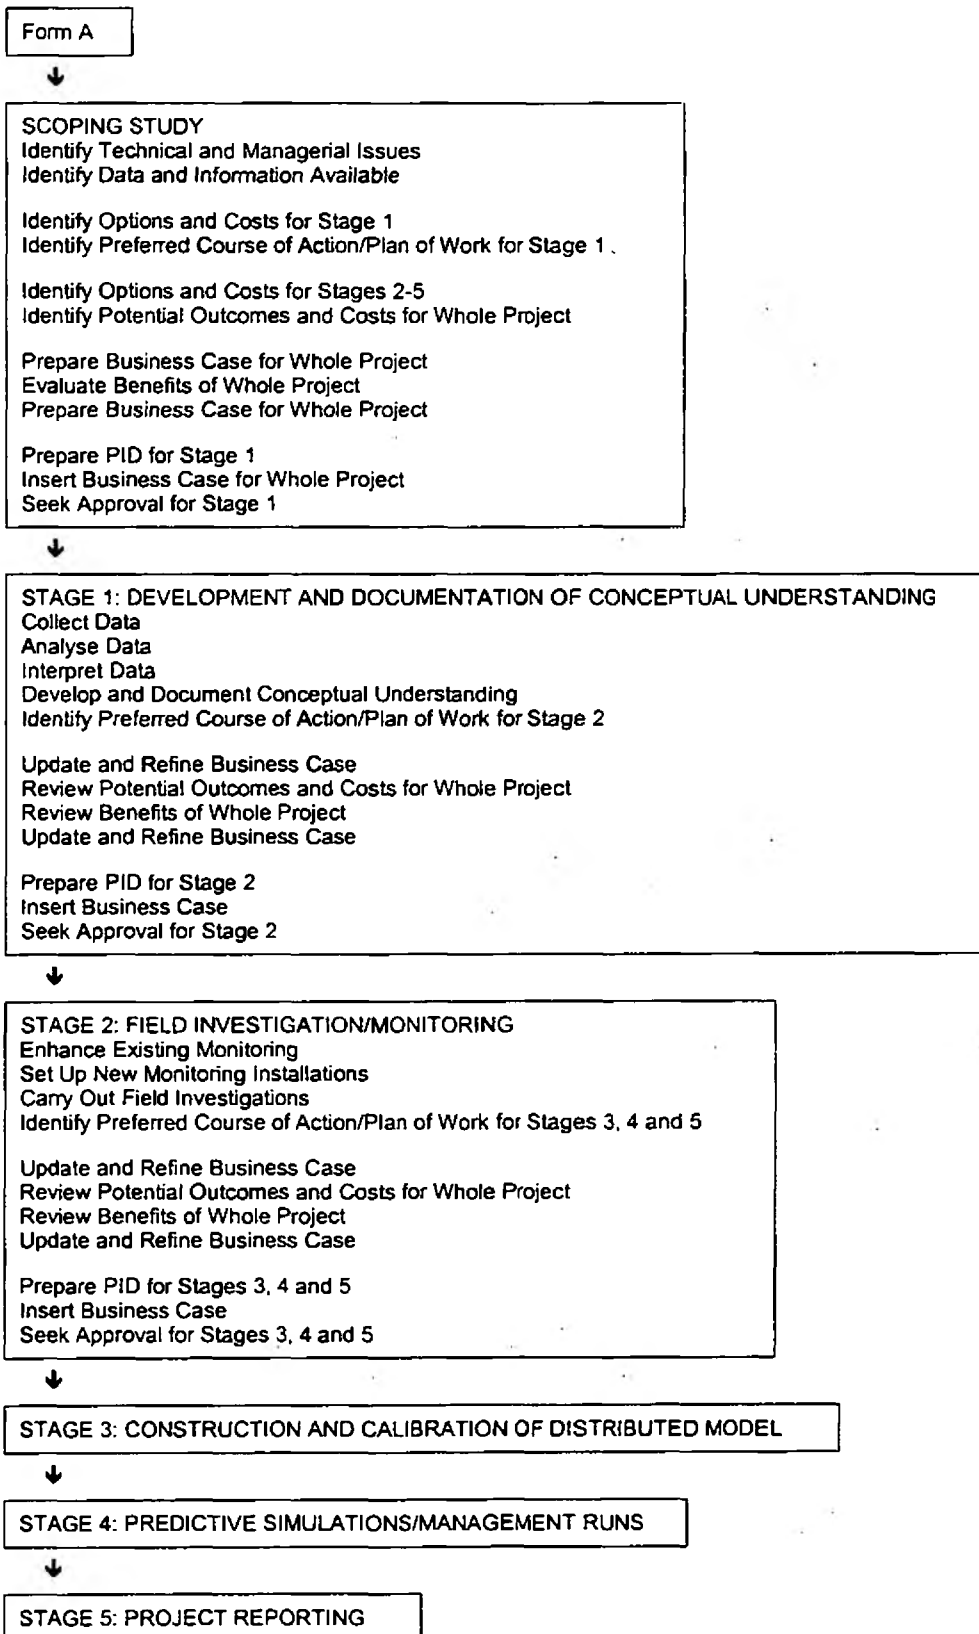 Form A
SCOPING STUDY
Identify Technical and Managerial Issues
Identify Data and Information Available
Identify Options and Costs for Stage 1
Identify Preferred Course of Action/Plan of Work for Stage 1 .
Identify Options and Costs for Stages 2-5
Identify Potential Outcomes and Costs for Whole Project
Prepare Business Case for Whole Project
Evaluate Benefits of Whole Project
Prepare Business Case for Whole Project
Prepare PID for Stage 1
Insert Business Case for Whole Project
Seek Approval for Stage 1
STAGE 1: DEVELOPMENT AND DOCUMENTATION OF CONCEPTUAL UNDERSTANDING
Collect Data
Analyse Data
Interpret Data
Develop and Document Conceptual Understanding
Identify Preferred Course of Action/Plan of Work for Stage 2
Update and Refine Business Case
Review Potential Outcomes and Costs for Whole Project
Review Benefits of Whole Project
Update and Refine Business Case
Prepare PID for Stage 2
Insert Business Case
Seek Approval for Stage 2
STAGE 2: FIELD INVESTIGATION/MONITORING
Enhance Existing Monitoring
Set Up New Monitoring Installations
Carry Out Field Investigations
Identify Preferred Course of Action/Plan of Work for Stages 3, 4 and 5
Update and Refine Business Case
Review Potential Outcomes and Costs for Whole Project
Review Benefits of Whole Project
Update and Refine Business Case
Prepare PID for Stages 3, 4 and 5
Insert Business Case
Seek Approval for Stages 3, 4 and 5
STAGE 3: CONSTRUCTION AND CALIBRATION OF DISTRIBUTED MODEL
STAGE 4: PREDICTIVE SIMULATIONS/MANAGEMENT RUNS
STAGE 5: PROJECT REPORTING